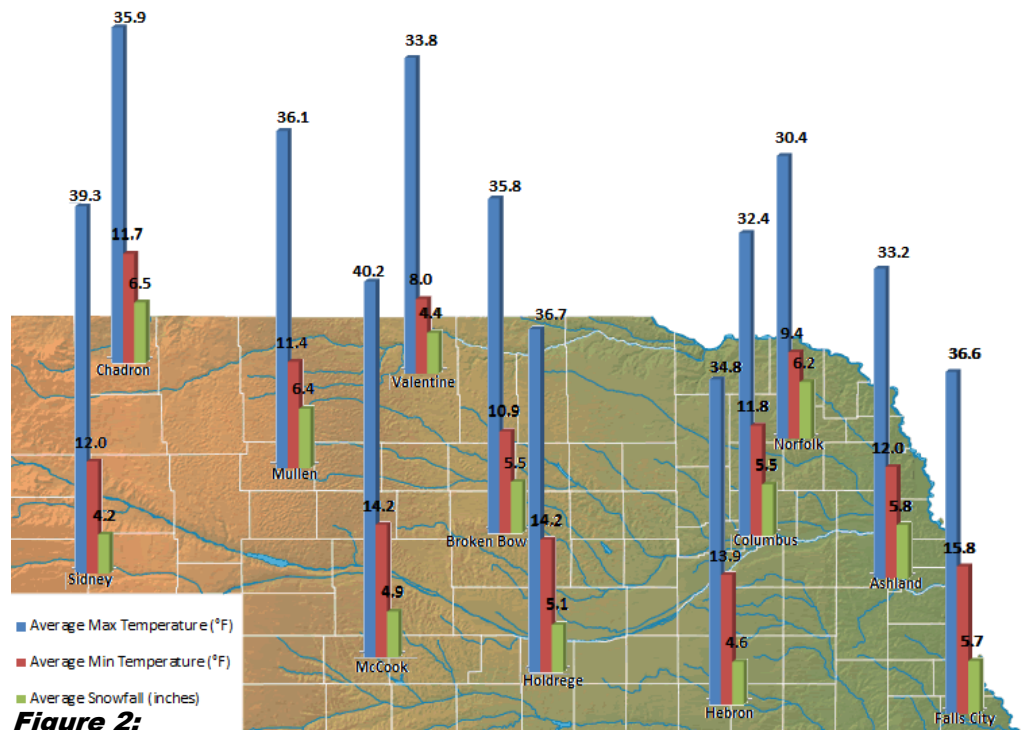 35.9
33.8
36.1
30.4
39.3
35.8
32.4
11.7
33.2
6.5
40.2
8.0
4.4
36.7
9.4
6.2
36.6
Chadron
11.4
Valentine
34.8
6.4
10.9
11.8
Norfolk
12.0
Mullen
5.5
5.5
12.0
4.2
14.2
Broken Bow
14.2
Columbus
5.8
Sidney
13.9
Ashland
15.8
4.9
5.1
Average Max Temperature (°F)
4.6
5.7
Average Min Temperature (°F)
McCook
Holdrege
Average Snowfall (inches)
Hebron
Falls City
Figure 2: